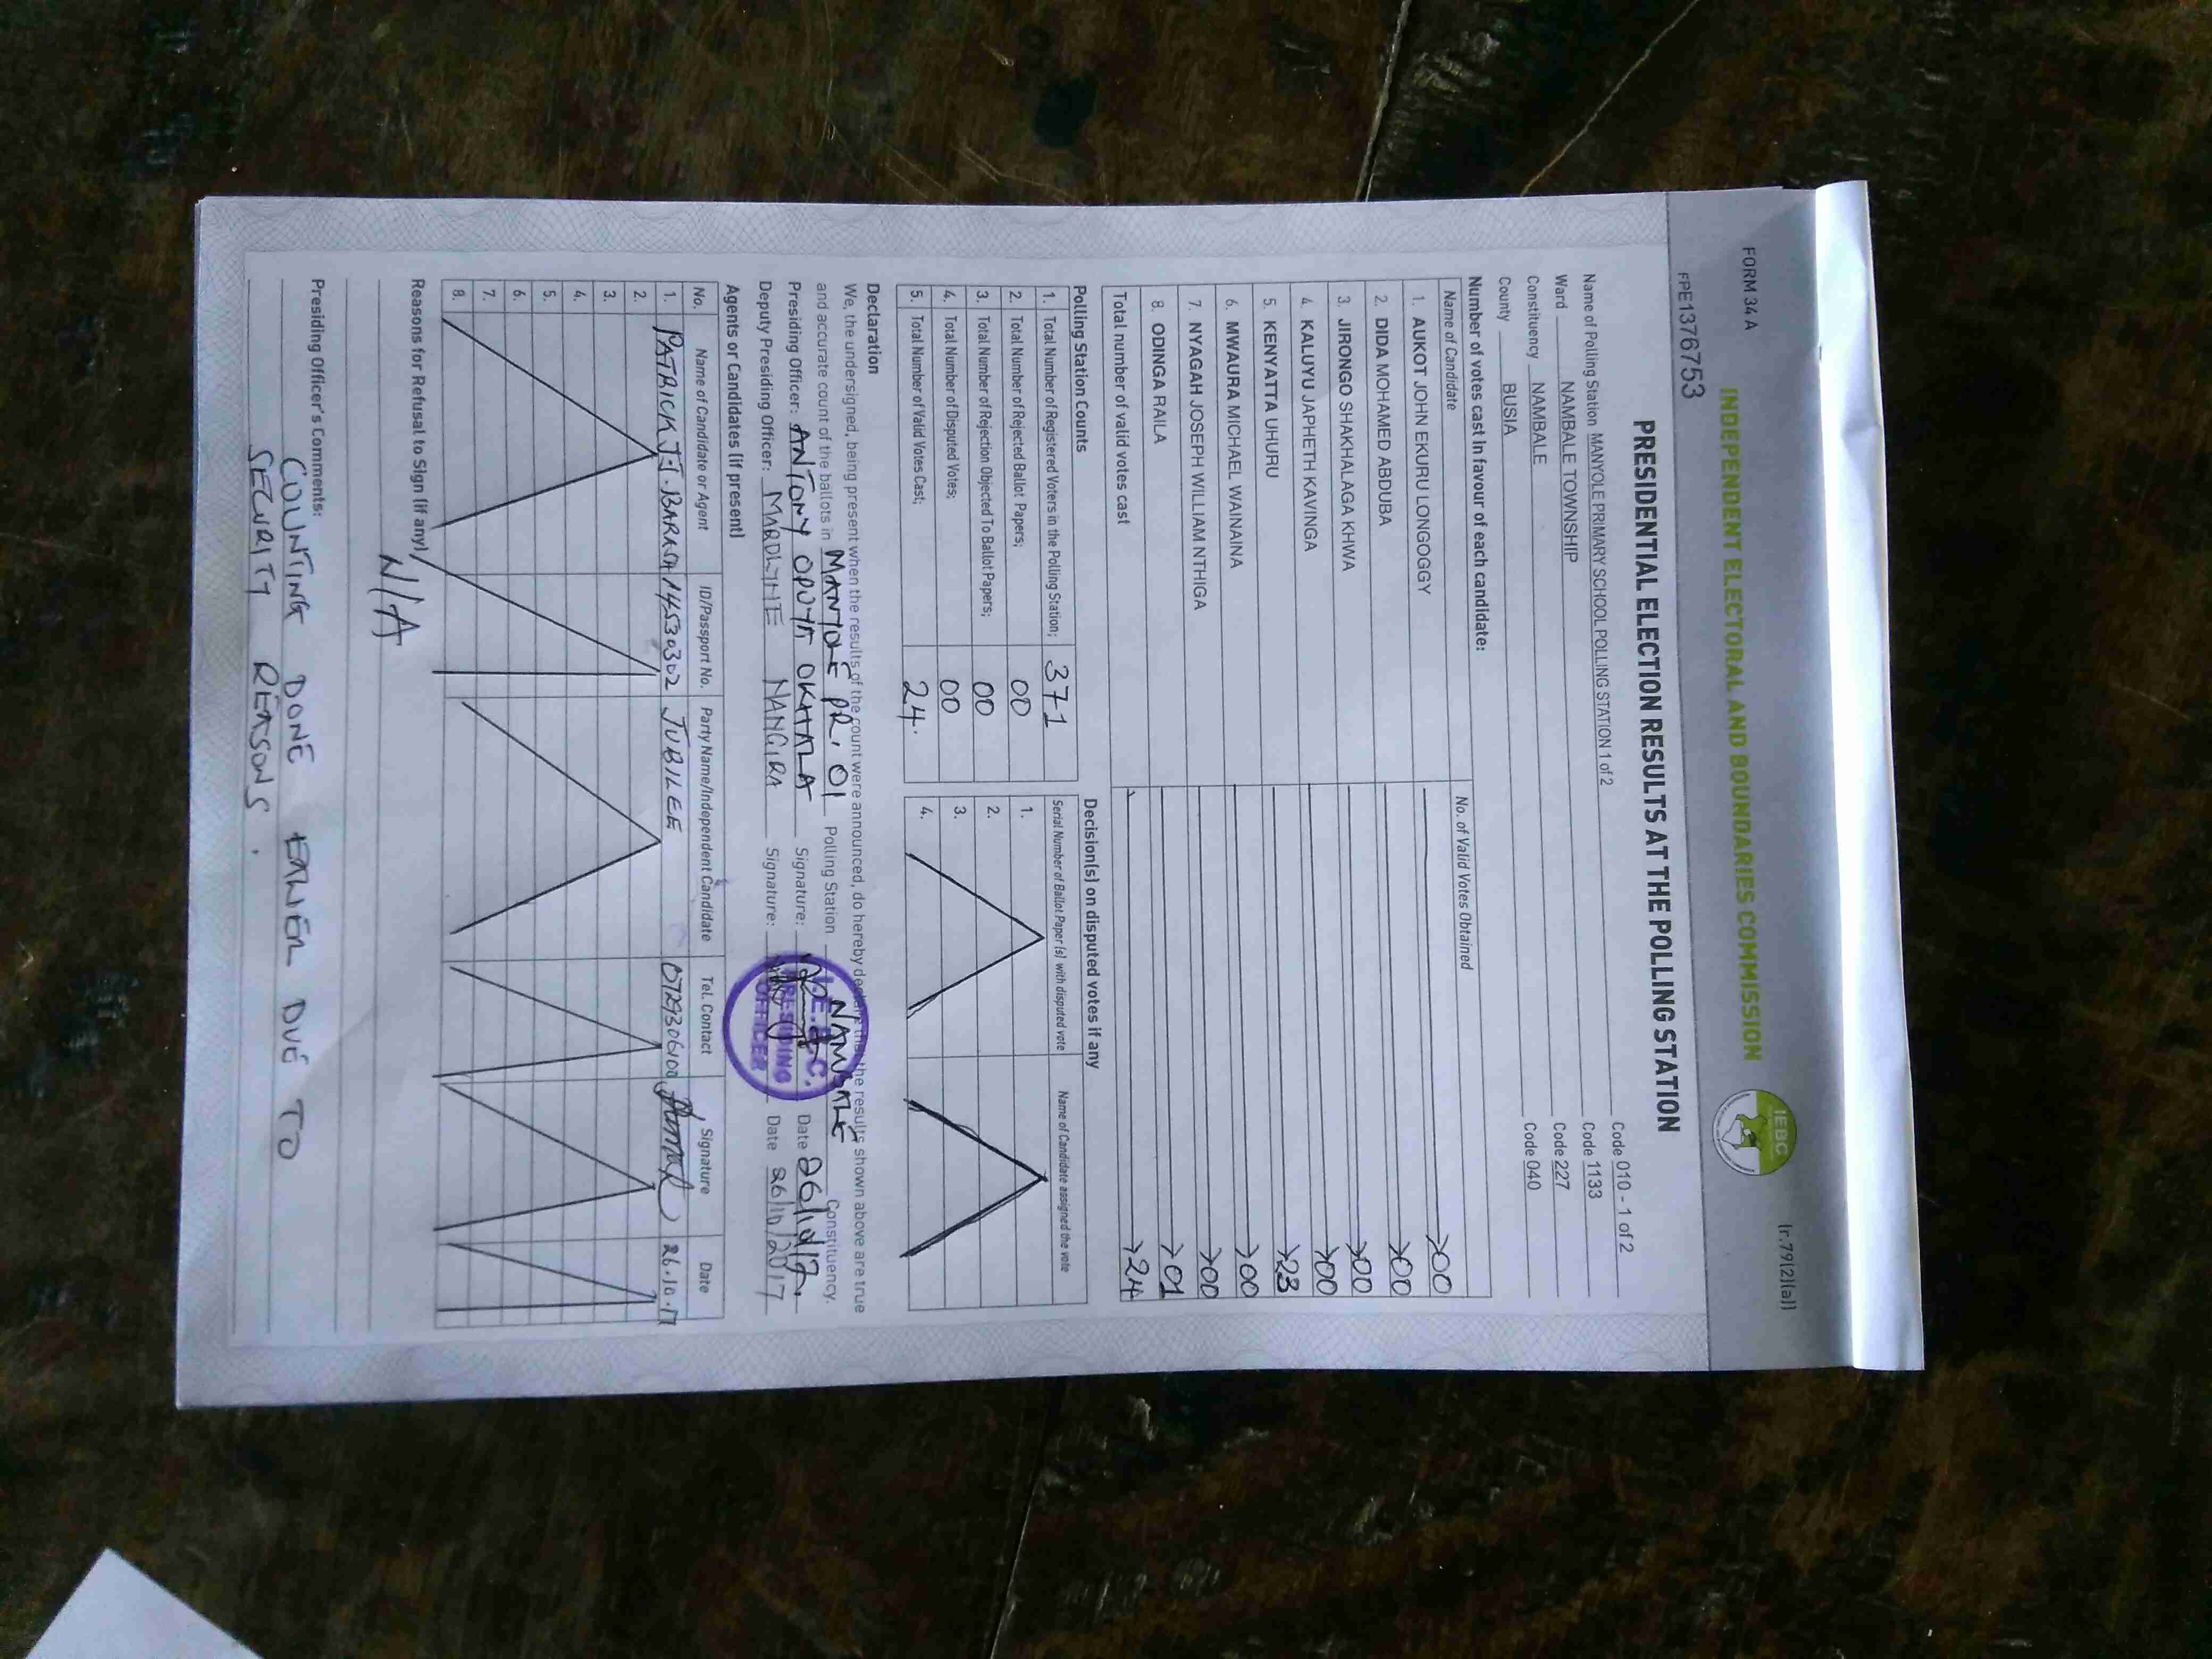 FORM 34 A
(r.79(2)(a))
INDEPENDENT ELECTORAL AND BOUNDARIES COMMISSION
IEBC
FPE1376753
PRESIDENTIAL ELECTION RESULTS AT THE POLLING STATION
Name of Polling Station MANYOLE PRIMARY SCHOOL POLLING STATION 1 of 2 Code 010 - 1 of 2
Ward NAMBALE TOWNSHIP Code 1133
Constituency NAMBALE Code 227
County BUSIA Code 040
Number of votes cast in favour of each candidate:
Name of Candidate No. of Valid Votes Obtained
1. AUKOT JOHN EKURU LONGOGGY 00
2. DIDA MOHAMED ABDUBA 00
3. JIRONGO SHAKHALAGA KHWA 00
4. KALUYU JAPHETH KAVINGA 00
5. KENYATTA UHURU 23
6. MWAURA MICHAEL WAINAINA 00
7. NYAGAH JOSEPH WILLIAM NTHIGA 00
8. ODINGA RAILA 01
Total number of valid votes cast 24
Polling Station Counts
1. Total Number of Registered Voters in the Polling Station; 371
2. Total Number of Rejected Ballot Papers; 00
3 Total Number of Rejection Objected To Ballot Papers; 00
4. Total Number of Disputed Votes; 00
5. Total Number of Valid Votes Cast; 24.
Decision(s) on disputed votes if any
Serial Number of Ballot Paper (s) with disputed vote Name of Candidate assigned the vote
1.
2.
3.
4.
Declaration
We, the undersigned, being present when the results of the count were announced, do hereby declare that the results shown above are true
and accurate count of the ballots in MANYOLE PR. 01 Polling Station NAMBALE Constituency.
Presiding Officer: ANTONY OPOYA OKHALA Signature: Date 26/10/17.
Deputy Presiding Officer: NANGIRA Signature: Date 26/10/2017
I.E.B.C.
PRESIDING
OFFICER
Agents or Candidates (if present)
No. Name of Candidate or Agent ID/Passport No. Party Name/Independent Candidate Tel. Contact Signature Date
1. PATRICK J.I. BARASA 14530302 JUBILEE 0729306100 26.10.17
2.
3.
4.
5.
6.
7.
8.
Reasons for Refusal to Sign (if any)
N/A
Presiding Officer's Comments:
COUNTING DONE EARLIER DUE TO
SECURITY REASONS.